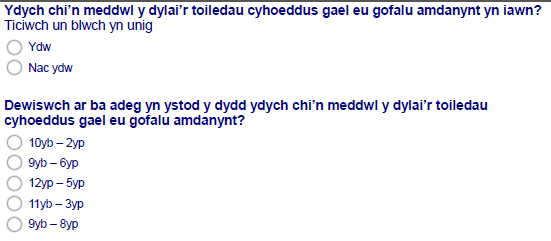 Ydych chi'n meddwl y dylai'r toiledau cyhoeddus gael eu gofalu amdanynt yn iawn?
Ticiwch un blwch yn unig
Ydw
Nac ydw
Dewiswch ar ba adeg yn ystod y dydd ydych chi'n meddwl y dylai'r toiledau
cyhoeddus gael eu gofalu amdanynt?
10yb – 2yp
9yb – 6yp
12yp – 5yp
11yb – 3yp
9yb – 8yp